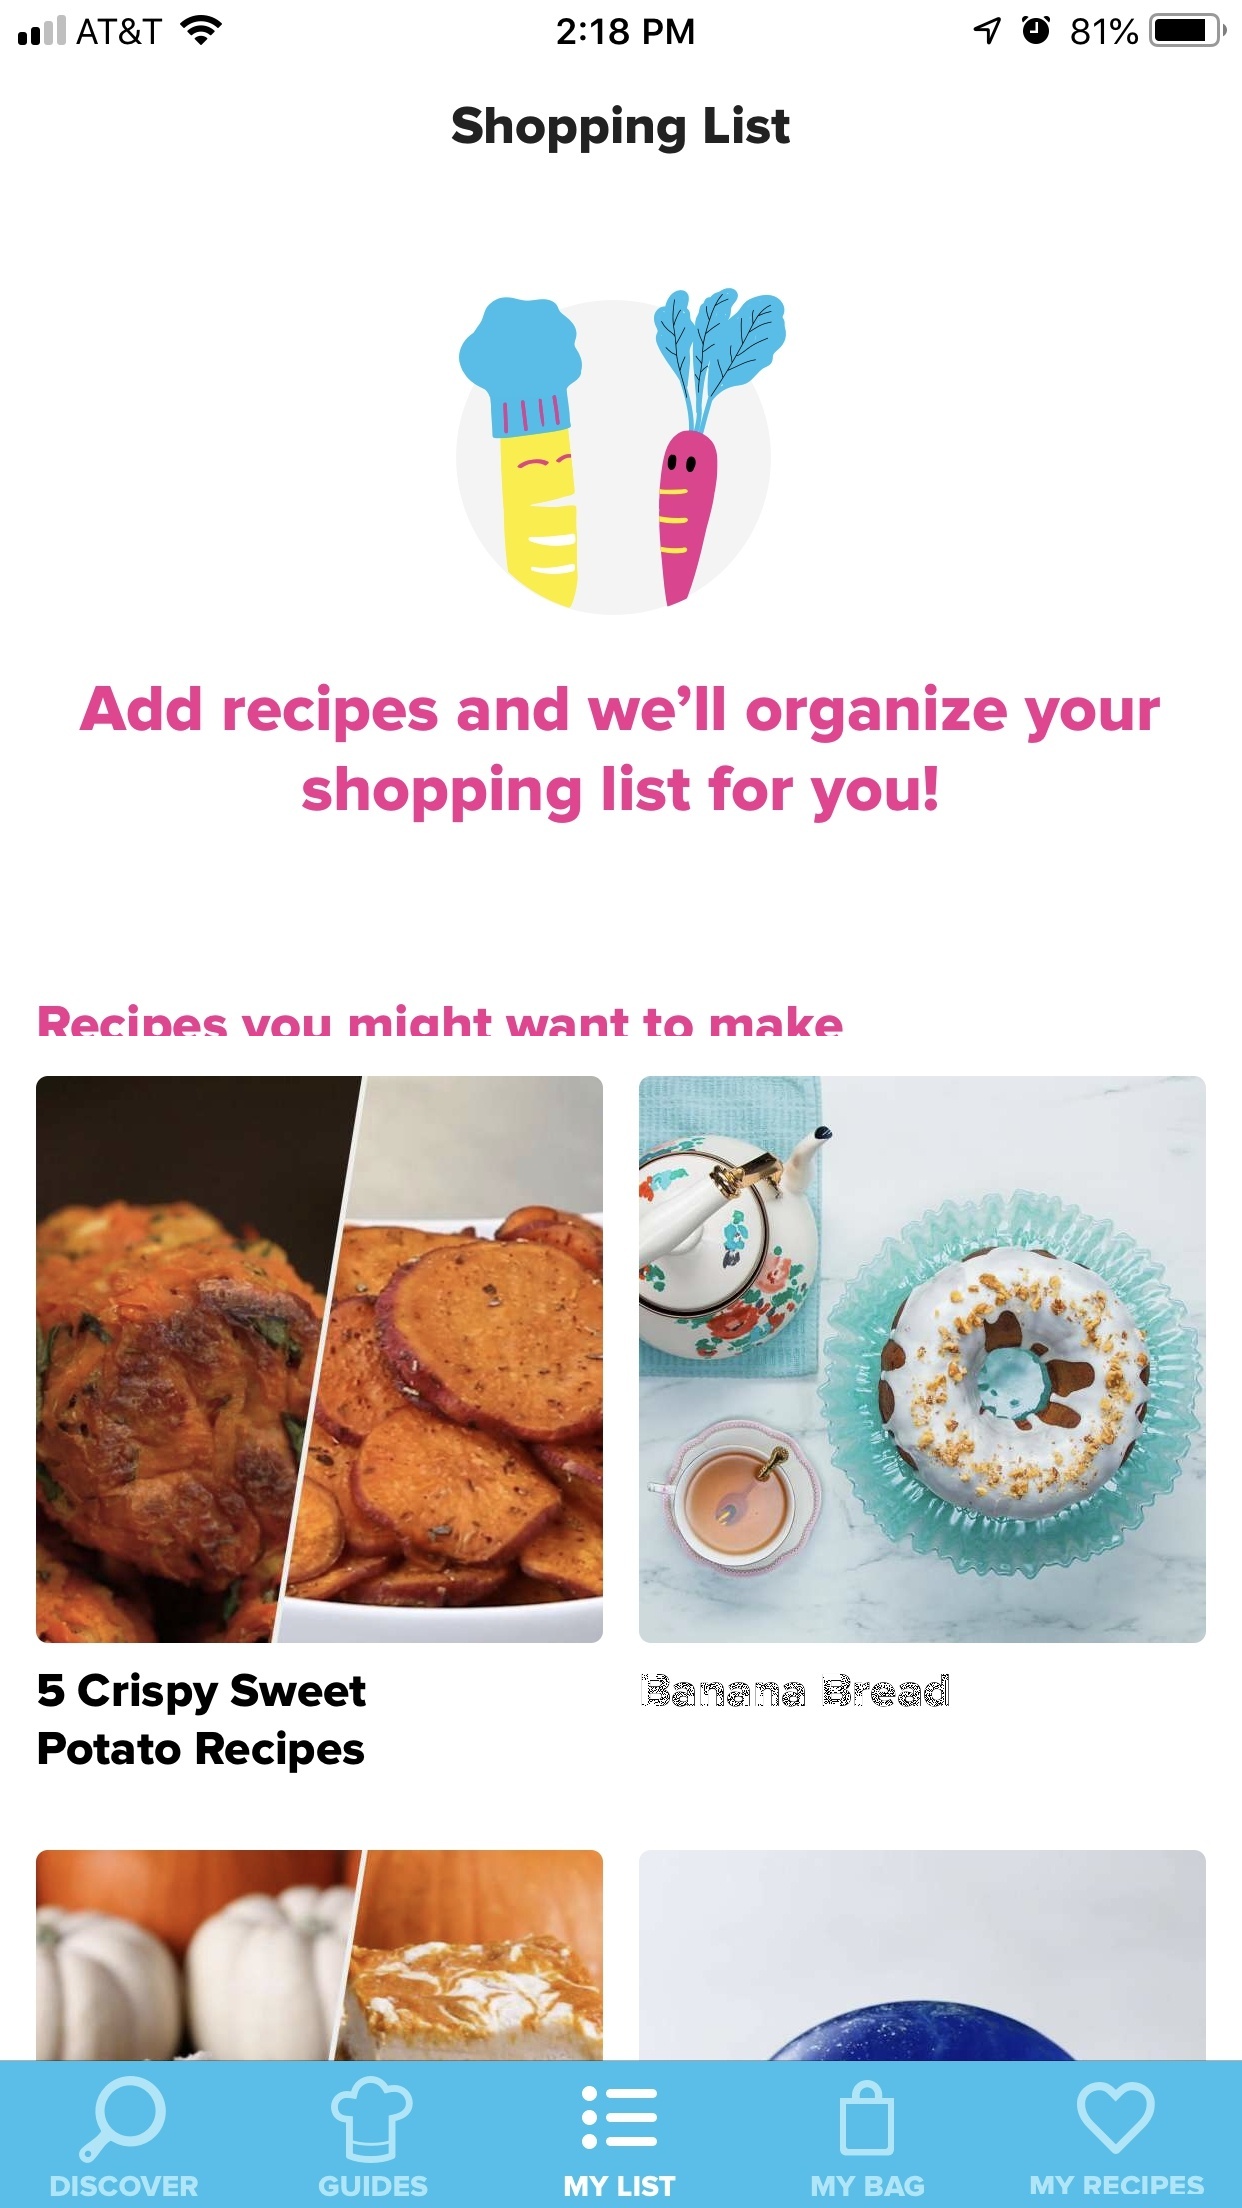 AT&T
2:18 PM
81%
Shopping List
Add recipes and we’ll organize your
shopping list for you!
Recipes you might want to make
5 Crispy Sweet
Potato Recipes
Banana Bread
DISCOVER
GUIDES
MY LIST
MY BAG
MY RECIPES